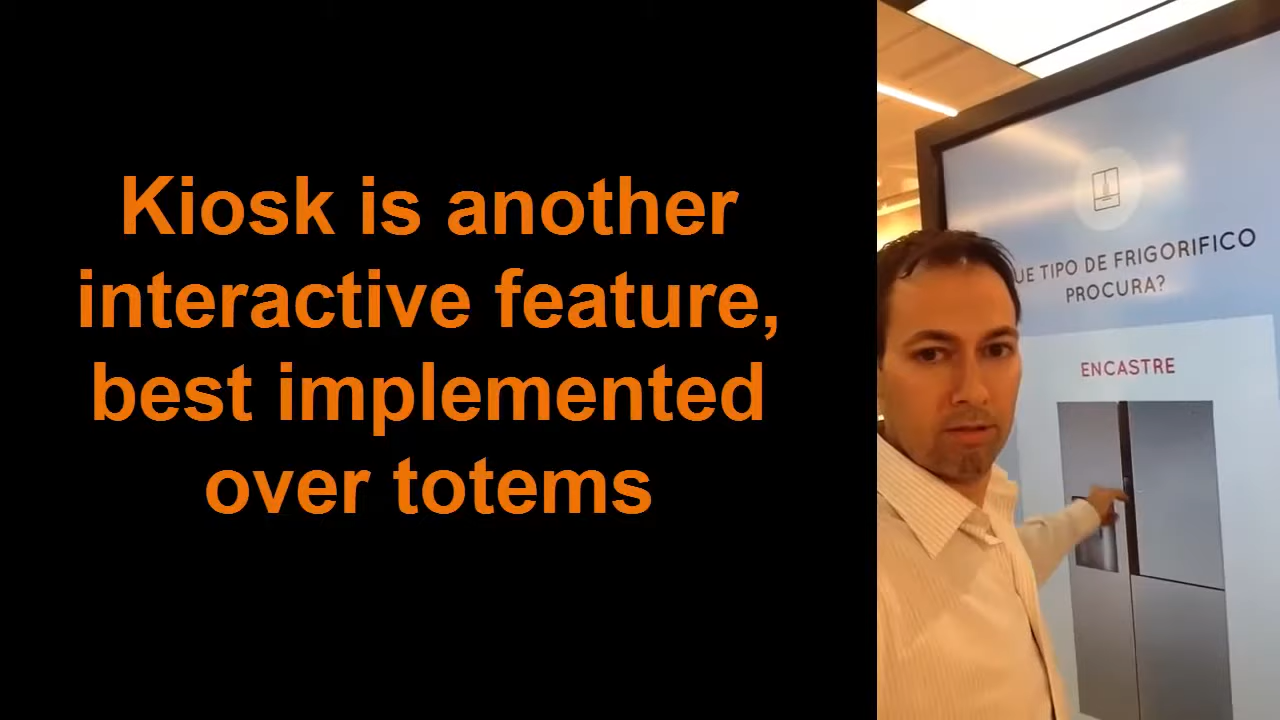 Kiosk is another
interactive feature,
best implemented
over totems
UE TIPO DE FRIGORIFICO
PROCURA?
ENCASTRE